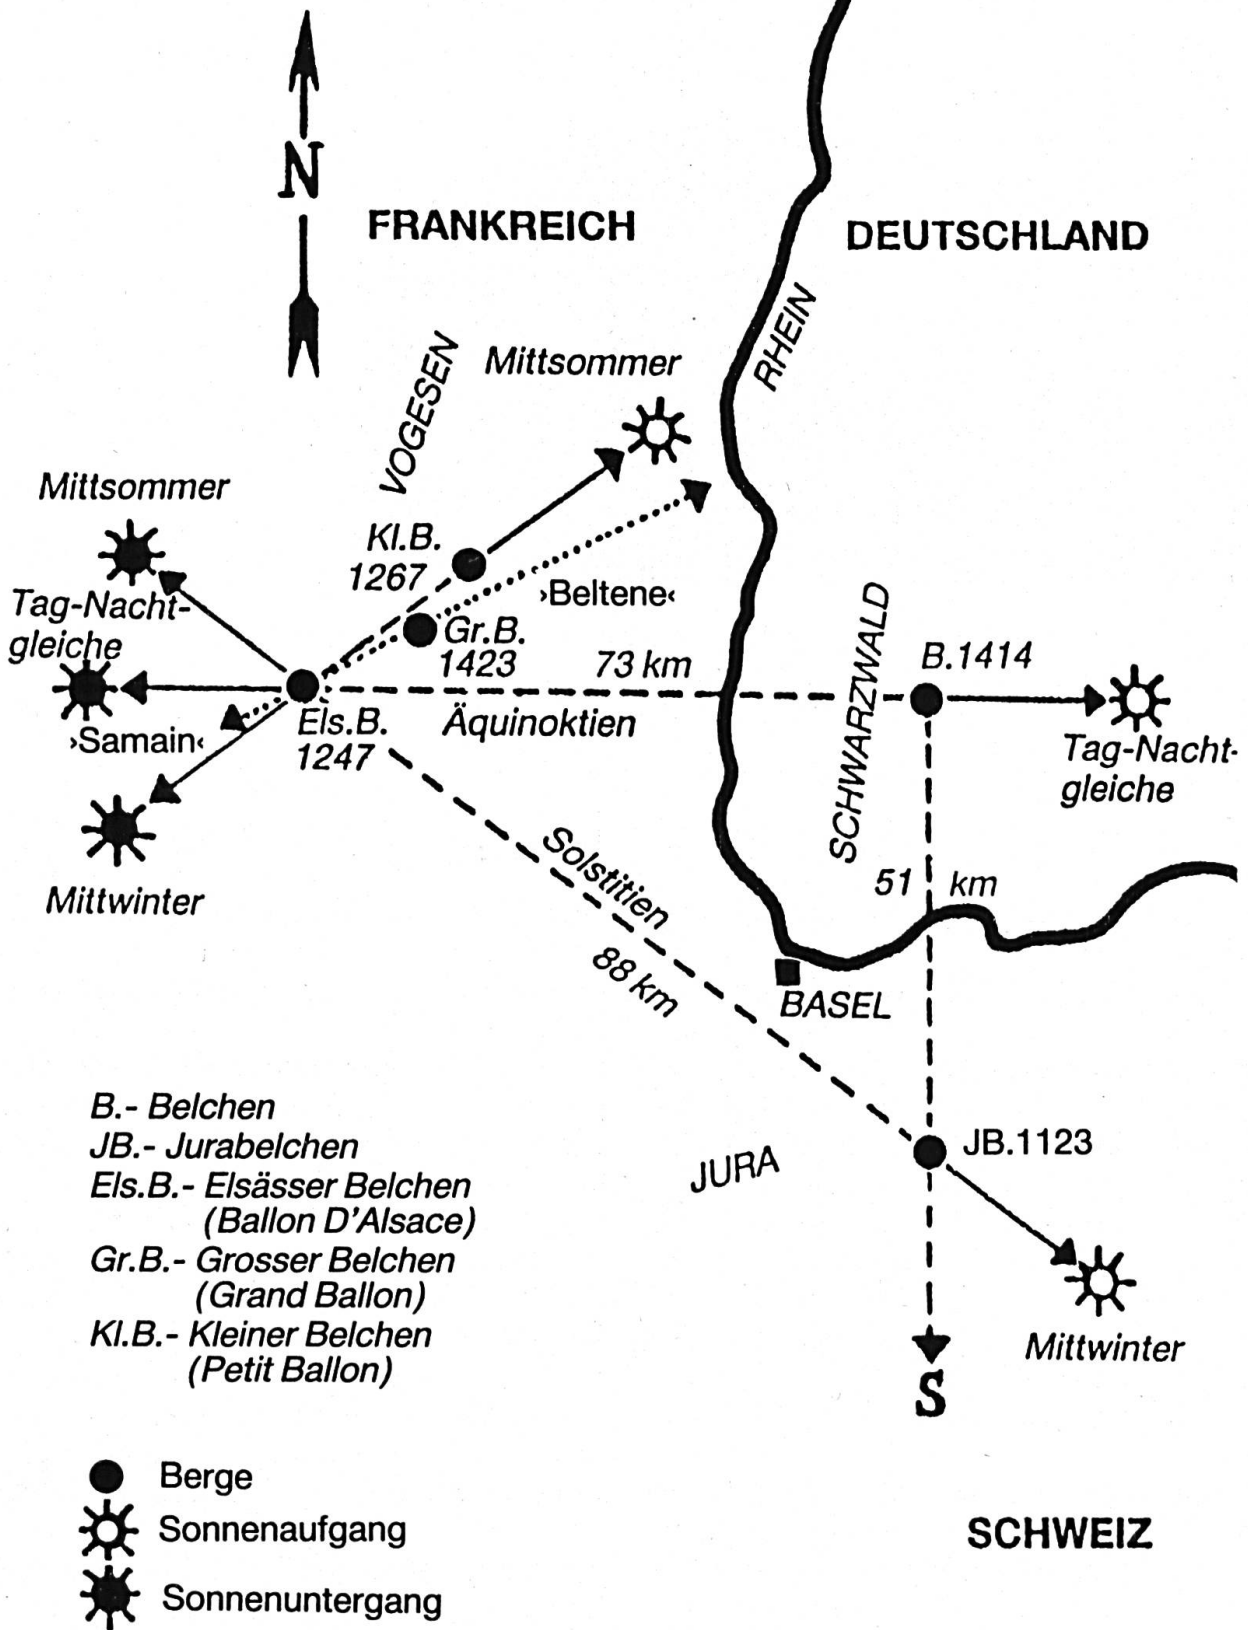 N
FRANKREICH
DEUTSCHLAND
RHEIN
VOGESEN
Mittsommer
Mittsommer
Kl.B.
1267
›Beltene‹
Tag-Nacht-
gleiche
Gr.B.
1423
73 km
SCHWARZWALD
B.1414
Els.B.
1247
Äquinoktien
›Samain‹
Tag-Nacht-
gleiche
Mittwinter
Solstitien
88 km
51 km
BASEL
B.- Belchen
JB.- Jurabelchen
Els.B.- Elsässer Belchen
(Ballon D'Alsace)
Gr.B.- Grosser Belchen
(Grand Ballon)
Kl.B.- Kleiner Belchen
(Petit Ballon)
JURA
JB.1123
Mittwinter
S
Berge
Sonnenaufgang
Sonnenuntergang
SCHWEIZ